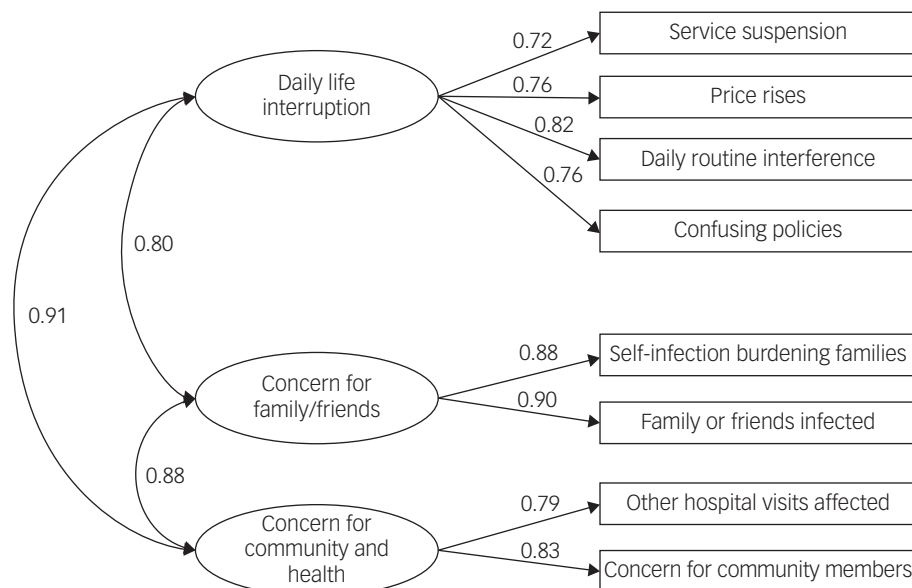 0.72
Service suspension
Daily life
interruption
0.76
Price rises
0.82
Daily routine interference
0.76
Confusing policies
0.80
0.91
0.88
Self-infection burdening families
Concern for
family/friends
0.90
Family or friends infected
0.88
0.79
Other hospital visits affected
Concern for
community and
health
0.83
Concern for community members